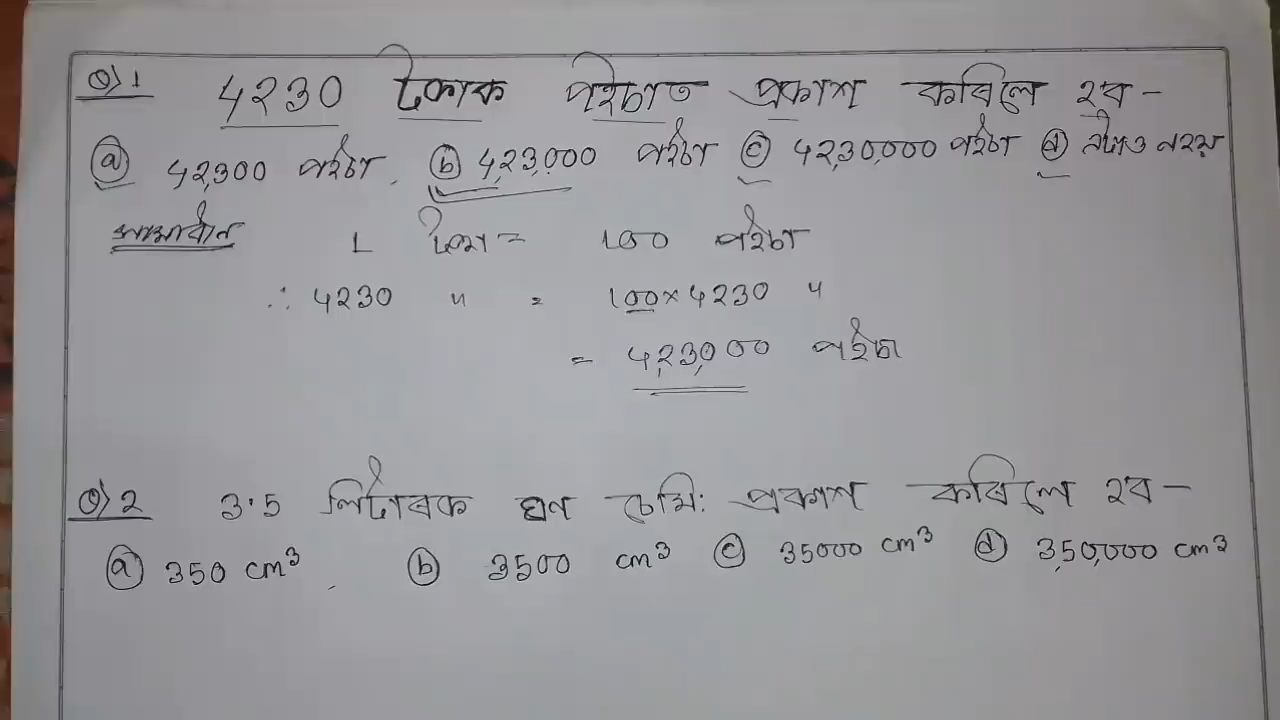 Q) 1 4230 টকাক পইচাত প্ৰকাশ কৰিলে হব -
ⓐ 42,300 পইচা. ⓑ 4,23,000 পইচা ⓒ 42,30,000 পইচা ⓓ এটাও নহয়
সমাধান 1 টকা = 100 পইচা
∴ 4230 " = 100×4230 "
= 4,23,000 পইচা
Q) 2 3.5 লিটাৰক ঘন চেমিঃ প্ৰকাশ কৰিলে হব -
ⓐ 350 cm³. ⓑ 3500 cm³ ⓒ 35000 cm³ ⓓ 3,50,000 cm³